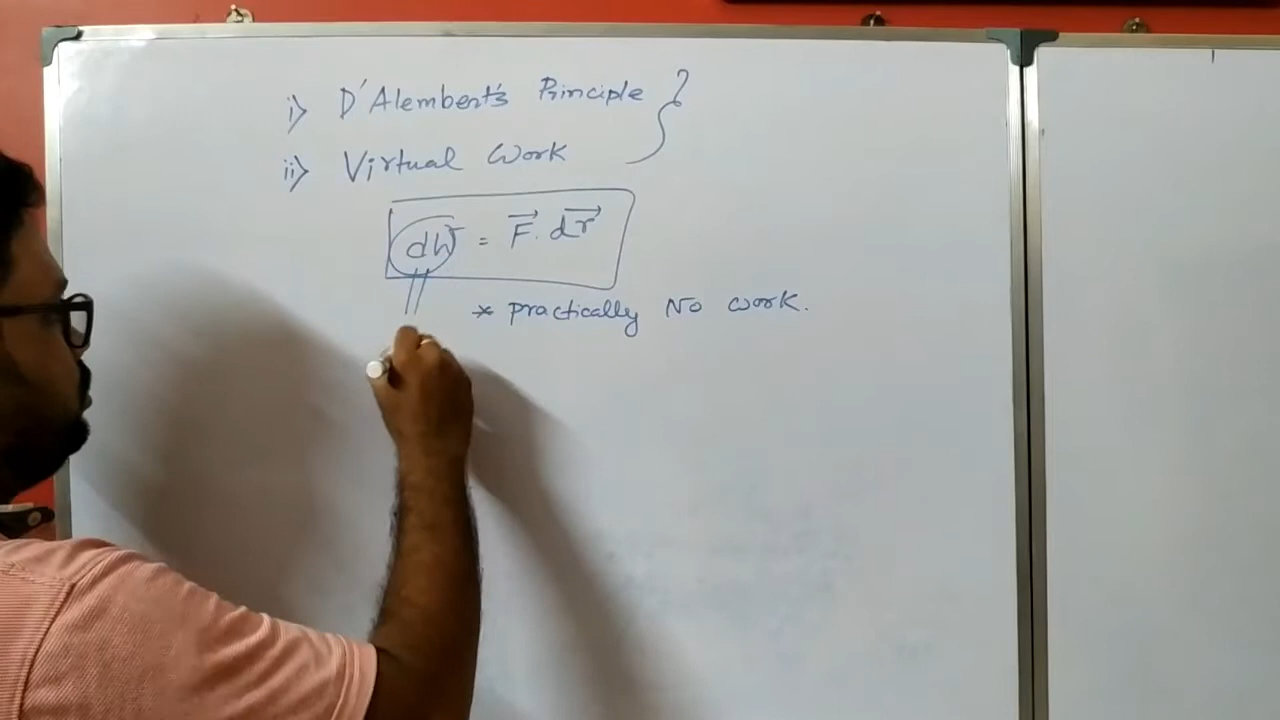 i) D'Alembert's Principle
ii) Virtual Work
dW = F⃗. dr⃗
* practically No work.